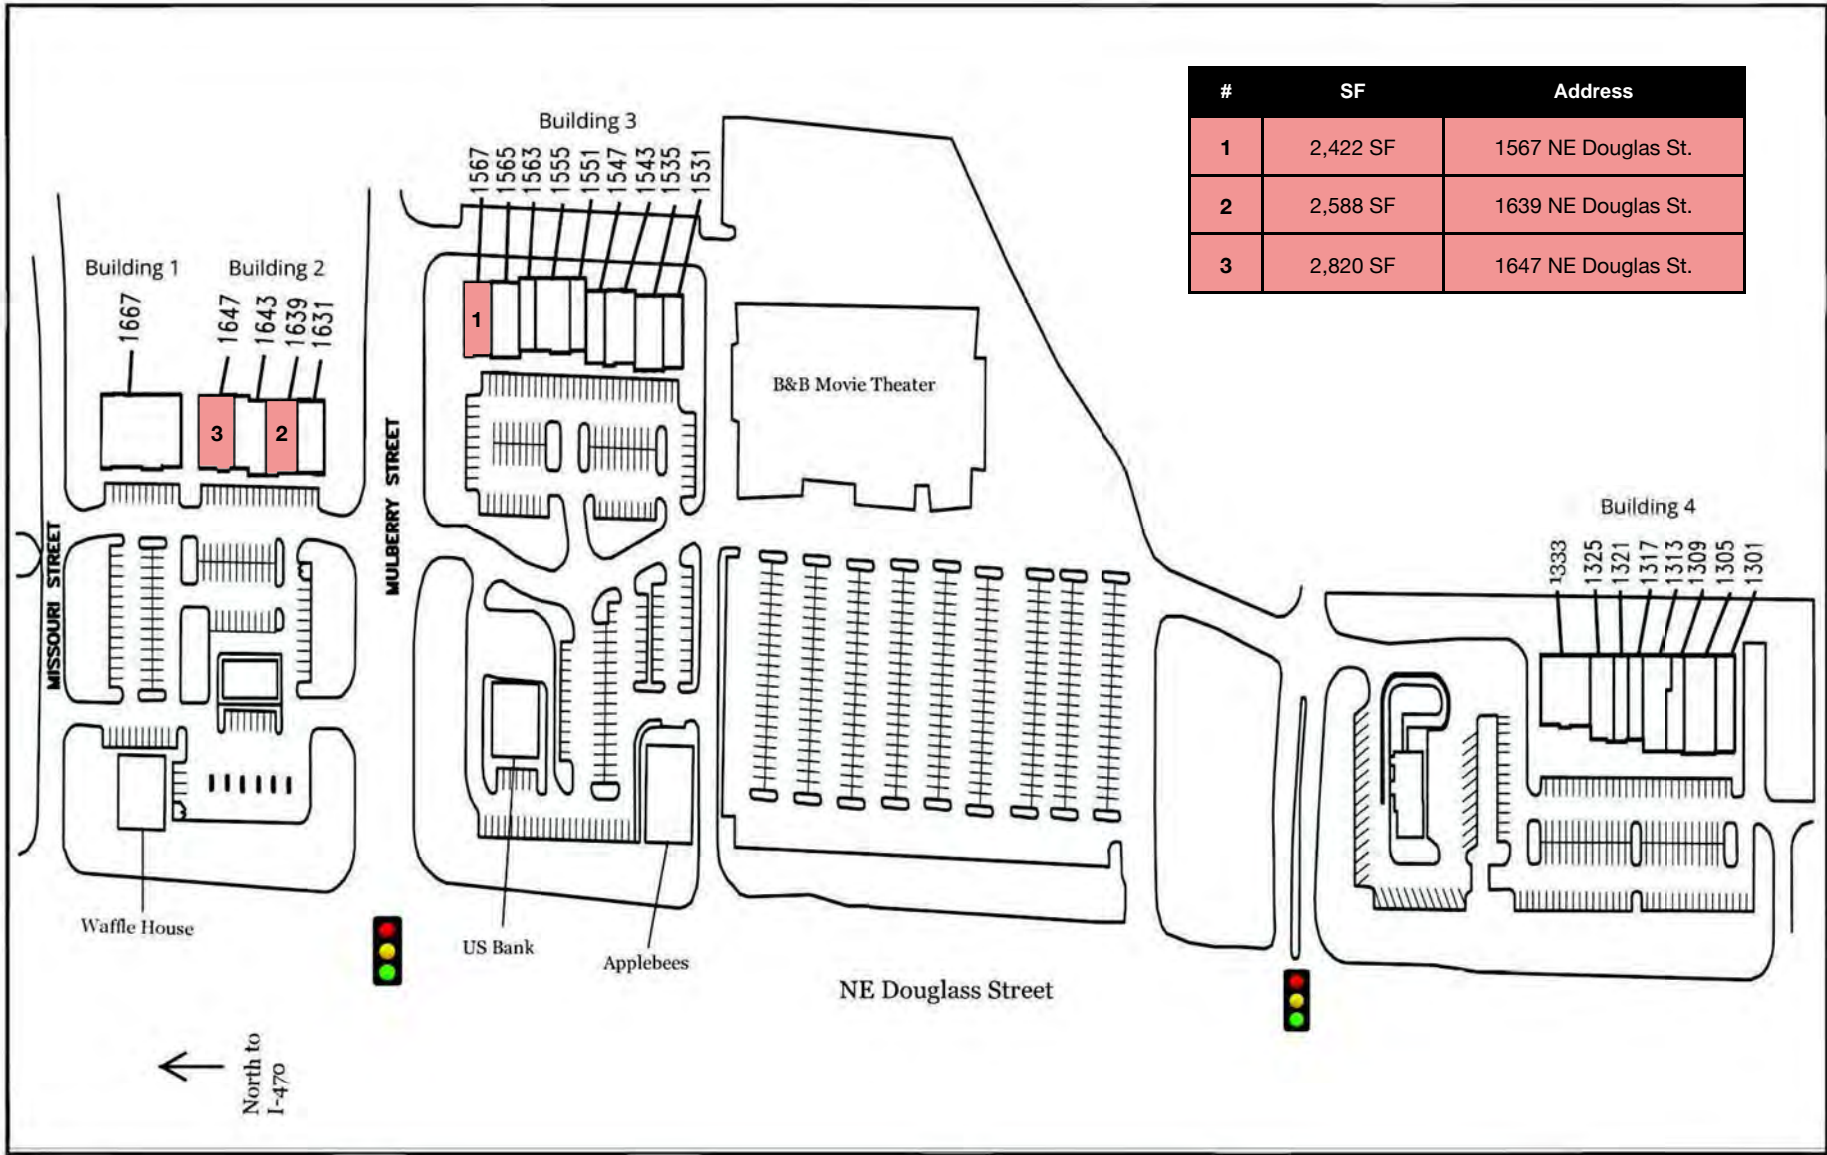 # SF Address
1 2,422 SF 1567 NE Douglas St.
2 2,588 SF 1639 NE Douglas St.
3 2,820 SF 1647 NE Douglas St.
Building 3
1567
1565
1563
1555
1551
1547
1543
1535
1531
1
Building 1
1667
Building 2
1647
1643
1639
1631
3
2
B&B Movie Theater
MISSOURI STREET
MULBERRY STREET
Building 4
1333
1325
1321
1317
1313
1309
1305
1301
Waffle House
US Bank
Applebees
NE Douglass Street
North to
I-470